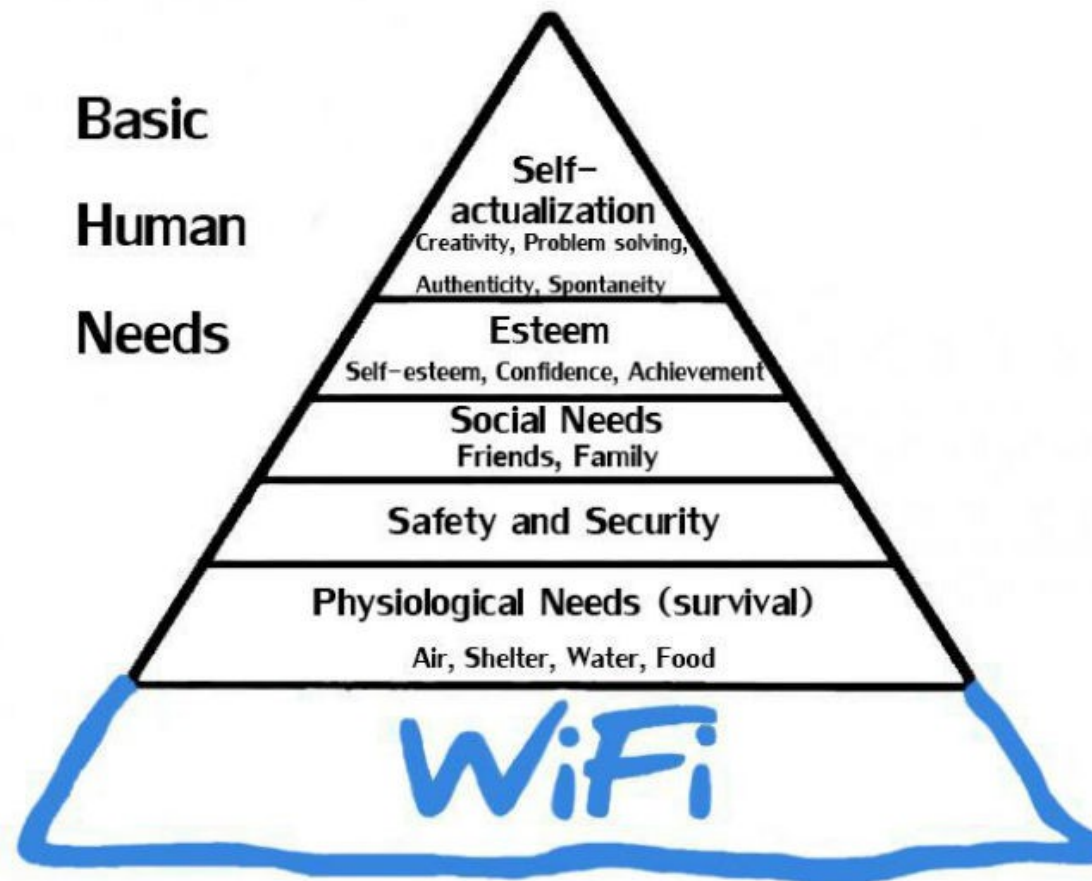 Basic
Human
Needs
Self-
actualization
Creativity, Problem solving,
Authenticity, Spontaneity
Esteem
Self-esteem, Confidence, Achievement
Social Needs
Friends, Family
Safety and Security
Physiological Needs (survival)
Air, Shelter, Water, Food
WiFi